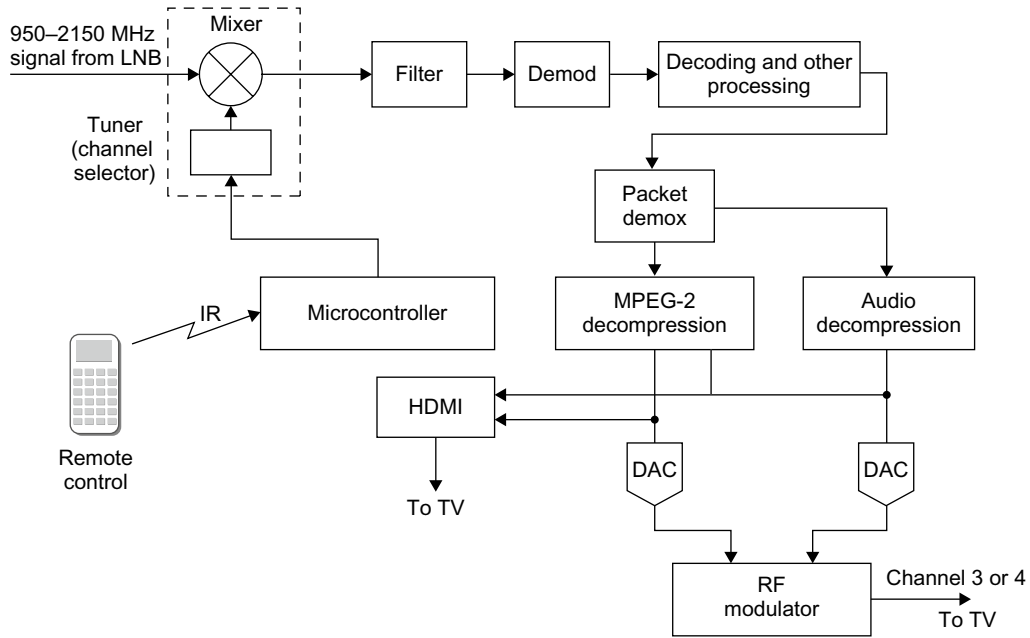 950–2150 MHz
signal from LNB
Mixer
Filter
Demod
Decoding and other
processing
Tuner
(channel
selector)
Packet
demox
IR
Microcontroller
MPEG-2
decompression
Audio
decompression
HDMI
Remote
control
To TV
DAC
DAC
RF
modulator
Channel 3 or 4
To TV